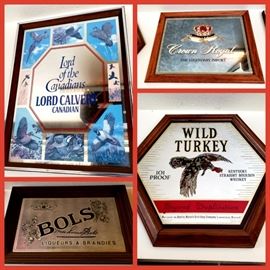 Lord
of the
Canadians
LORD CALVERT
CANADIAN
Crown Royal
THE LEGENDARY IMPORT
BOLS
LIQUEURS & BRANDIES
WILD
TURKEY
101
PROOF
KENTUCKY
STRAIGHT BOURBON
WHISKEY